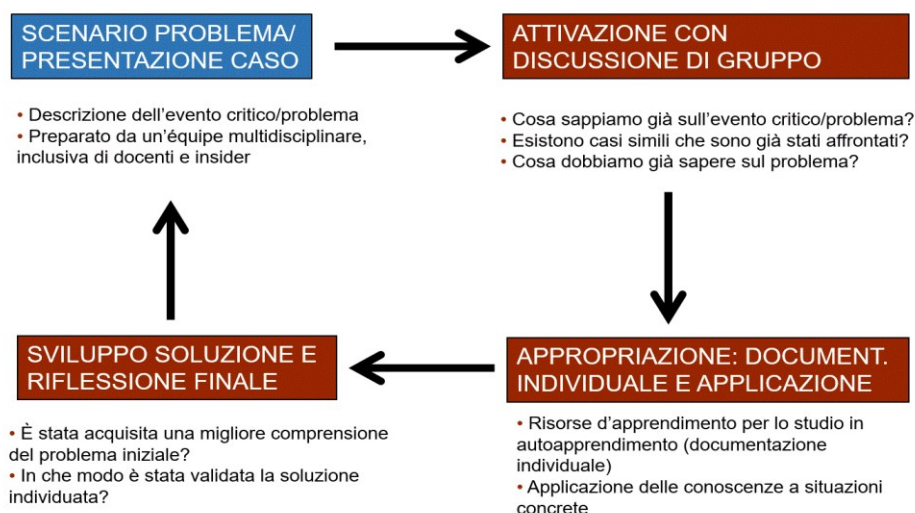 SCENARIO PROBLEMA/
PRESENTAZIONE CASO
• Descrizione dell'evento critico/problema
• Preparato da un'équipe multidisciplinare,
inclusiva di docenti e insider
ATTIVAZIONE CON
DISCUSSIONE DI GRUPPO
• Cosa sappiamo già sull'evento critico/problema?
• Esistono casi simili che sono già stati affrontati?
• Cosa dobbiamo già sapere sul problema?
APPROPRIAZIONE: DOCUMENT.
INDIVIDUALE E APPLICAZIONE
• Risorse d'apprendimento per lo studio in
autoapprendimento (documentazione
individuale)
• Applicazione delle conoscenze a situazioni
concrete
SVILUPPO SOLUZIONE E
RIFLESSIONE FINALE
• È stata acquisita una migliore comprensione
del problema iniziale?
• In che modo è stata validata la soluzione
individuata?